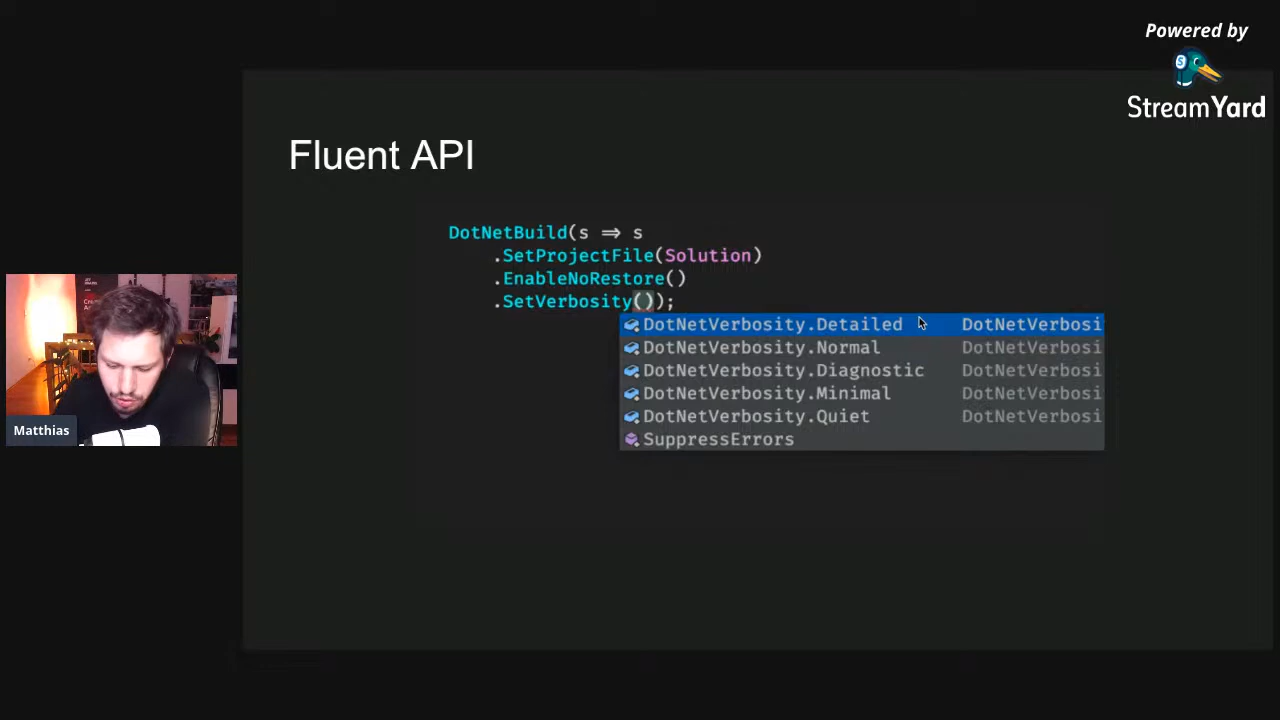 Powered by
StreamYard
Fluent API
DotNetBuild(s ⇒ s
.SetProjectFile(Solution)
.EnableNoRestore()
.SetVerbosity());
DotNetVerbosity.Detailed DotNetVerbosi
DotNetVerbosity.Normal DotNetVerbosi
DotNetVerbosity.Diagnostic DotNetVerbosi
DotNetVerbosity.Minimal DotNetVerbosi
DotNetVerbosity.Quiet DotNetVerbosi
SuppressErrors
Matthias